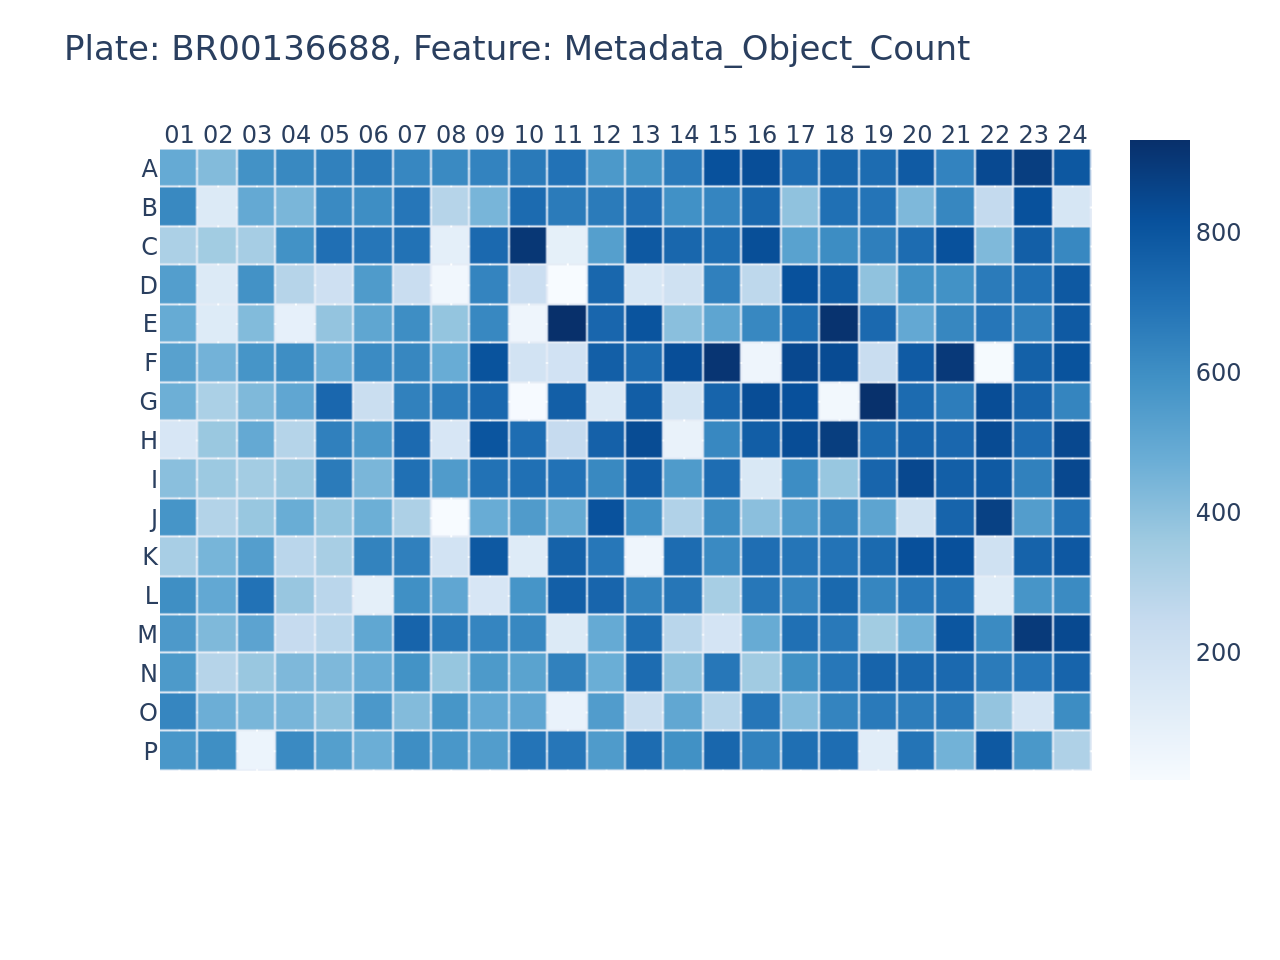 Plate: BR00136688, Feature: Metadata_Object_Count
01 02 03 04 05 06 07 08 09 10 11 12 13 14 15 16 17 18 19 20 21 22 23 24
A
B
C
D
E
F
G
H
I
J
K
L
M
N
O
P
800
600
400
200